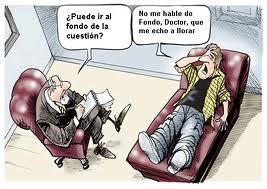 ¿Puede ir al
fondo de la
cuestión?
No me hable de
Fondo, Doctor, que
me echo a llorar